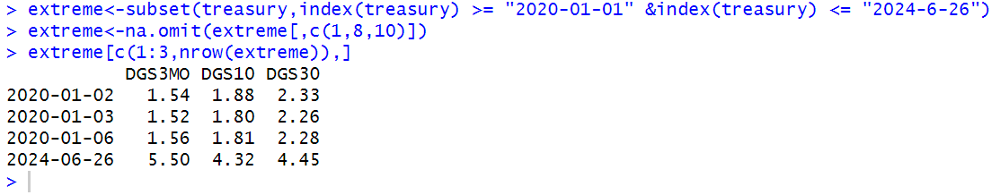 > extreme<-subset(treasury,index(treasury) >= "2020-01-01" &index(treasury) <= "2024-6-26")
> extreme<-na.omit(extreme[,c(1,8,10)])
> extreme[c(1:3,nrow(extreme)),]
           DGS3MO DGS10 DGS30
2020-01-02   1.54  1.88  2.33
2020-01-03   1.52  1.80  2.26
2020-01-06   1.56  1.81  2.28
2024-06-26   5.50  4.32  4.45
>